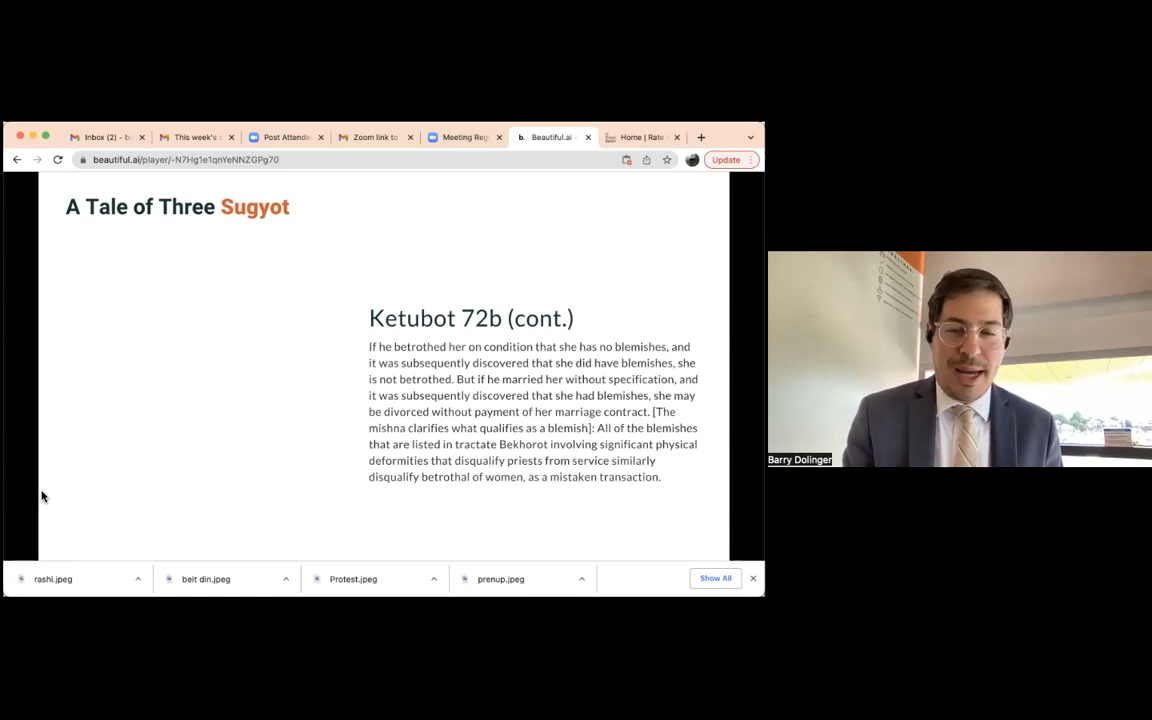 Inbox (2) - b
This week's
Post Attende
Zoom link to
Meeting Reg
b. Beautiful.ai -
Home | Rate
beautiful.ai/player/-N7Hg1e1qnYeNNZGPg70
Update
A Tale of Three Sugyot
Ketubot 72b (cont.)
If he betrothed her on condition that she has no blemishes, and
it was subsequently discovered that she did have blemishes, she
is not betrothed. But if he married her without specification, and
it was subsequently discovered that she had blemishes, she may
be divorced without payment of her marriage contract. [The
mishna clarifies what qualifies as a blemish]: All of the blemishes
that are listed in tractate Bekhorot involving significant physical
deformities that disqualify priests from service similarly
disqualify betrothal of women, as a mistaken transaction.
Barry Dolinger
rashi.jpeg
beit din.jpeg
Protest.jpeg
prenup.jpeg
Show All